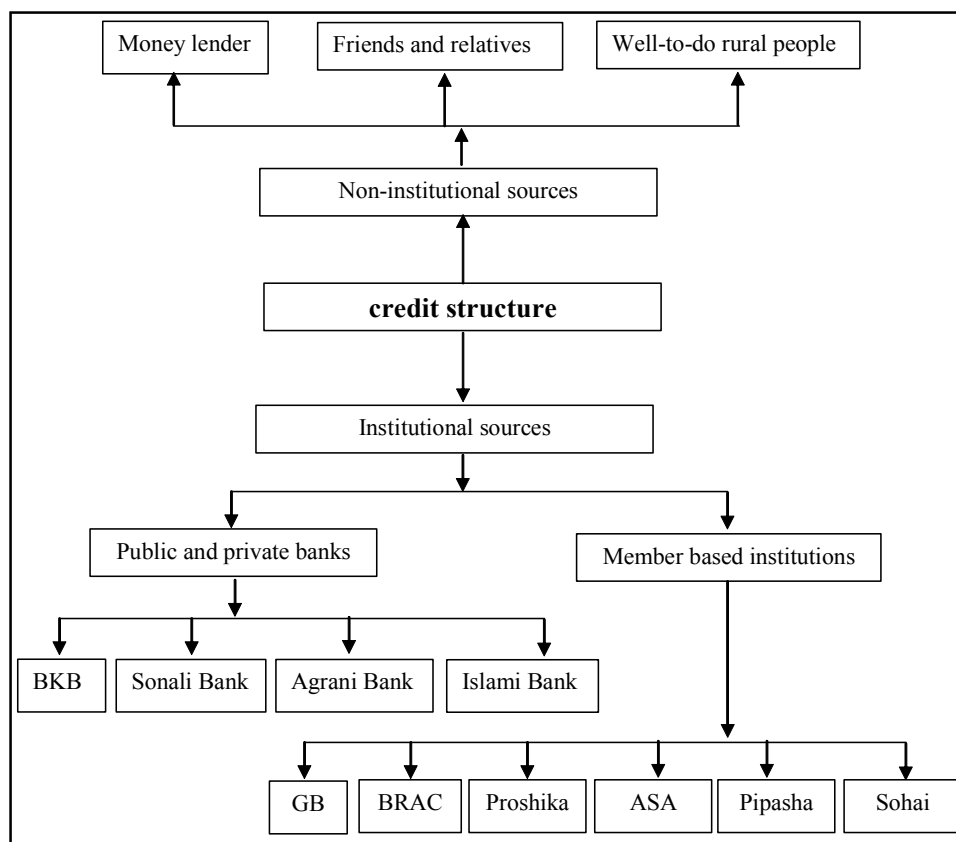 Money lender
Friends and relatives
Well-to-do rural people
Non-institutional sources
credit structure
Institutional sources
Public and private banks
Member based institutions
BKB
Sonali Bank
Agrani Bank
Islami Bank
GB
BRAC
Proshika
ASA
Pipasha
Sohai